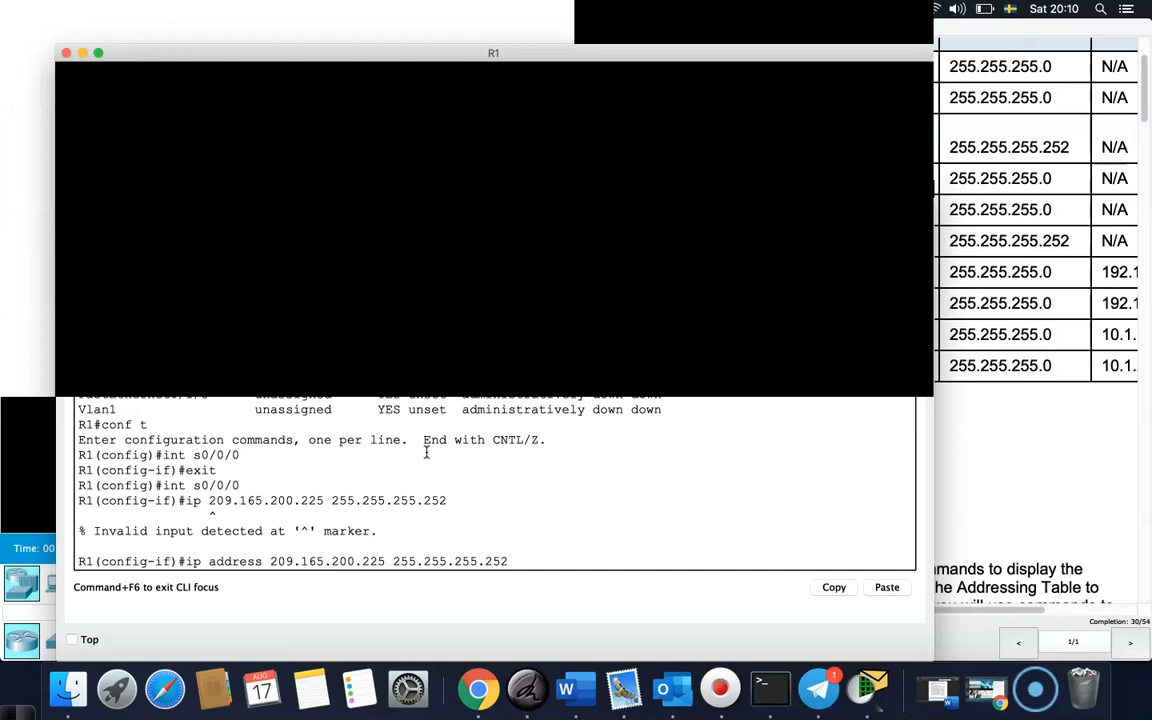 Sat 20:10
R1
255.255.255.0 N/A
255.255.255.0 N/A
255.255.255.252 N/A
255.255.255.0 N/A
255.255.255.0 N/A
255.255.255.252 N/A
255.255.255.0 192.1
255.255.255.0 192.1
255.255.255.0 10.1.
255.255.255.0 10.1.
Vlan1 unassigned YES unset administratively down down
R1#conf t
Enter configuration commands, one per line. End with CNTL/Z.
R1(config)#int s0/0/0
R1(config-if)#exit
R1(config)#int s0/0/0
R1(config-if)#ip 209.165.200.225 255.255.255.252
^
% Invalid input detected at '^' marker.
R1(config-if)#ip address 209.165.200.225 255.255.255.252
Command+F6 to exit CLI focus
Copy
Paste
Top
Time: 00
mmands to display the
he Addressing Table to
Completion: 30/54
<
1/1
>
AUG
17
W
O
>_
1